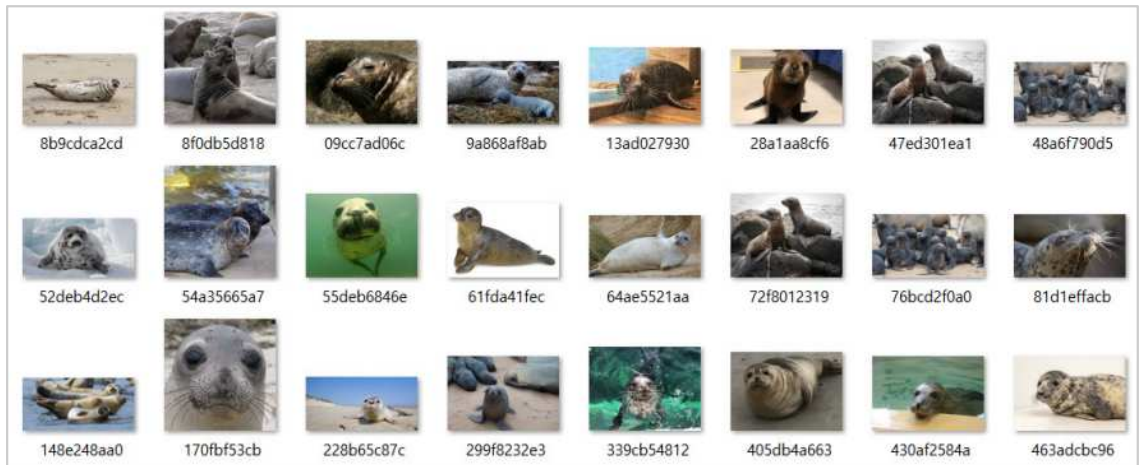 8b9cdca2cd 8f0db5d818 09cc7ad06c 9a868af8ab 13ad027930 28a1aa8cf6 47ed301ea1 48a6f790d5
52deb4d2ec 54a35665a7 55deb6846e 61fda41fec 64ae5521aa 72f8012319 76bcd2f0a0 81d1effacb
148e248aa0 170fbf53cb 228b65c87c 299f8232e3 339cb54812 405db4a663 430af2584a 463adcbc96